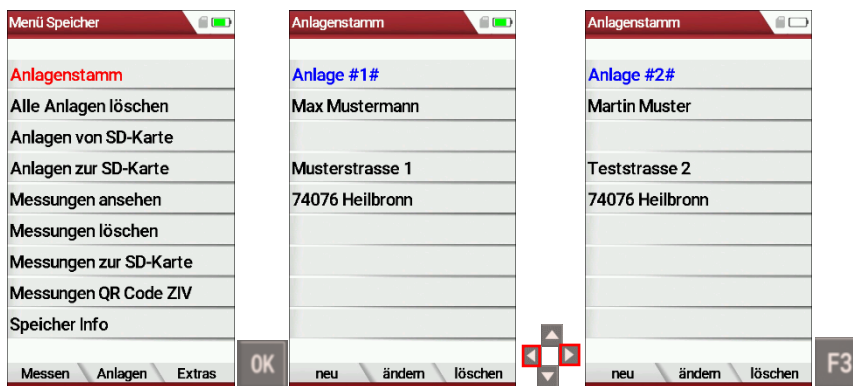 Menü Speicher
Anlagenstamm
Alle Anlagen löschen
Anlagen von SD-Karte
Anlagen zur SD-Karte
Messungen ansehen
Messungen löschen
Messungen zur SD-Karte
Messungen QR Code ZIV
Speicher Info
Messen Anlagen Extras
OK
Anlagenstamm
Anlage #1#
Max Mustermann
Musterstrasse 1
74076 Heilbronn
neu ändern löschen
Anlagenstamm
Anlage #2#
Martin Muster
Teststrasse 2
74076 Heilbronn
neu ändern löschen
F3